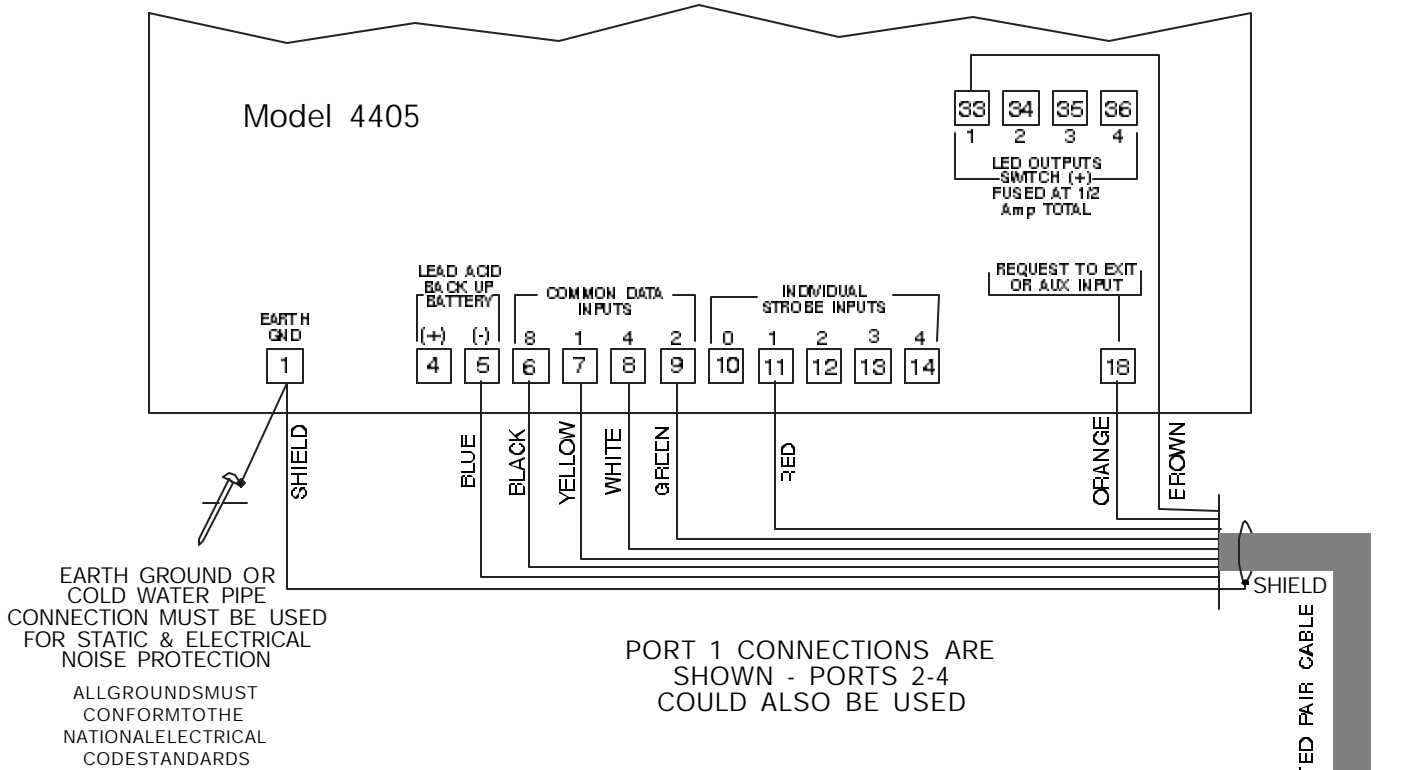 Model 4405
33 34 35 36
1 2 3 4
LED OUTPUTS
SWITCH (+)
FUSED AT 1/2
Amp TOTAL
REQUEST TO EXIT
OR AUX INPUT
LEAD ACID
BACK UP
BATTERY
COMMON DATA
INPUTS
INDIVIDUAL
STROBE INPUTS
EARTH
GND
(+) (-) 8 1 4 2 0 1 2 3 4
1 4 5 6 7 8 9 10 11 12 13 14 18
SHIELD
BLUE
BLACK
YELLOW
WHITE
GREEN
RED
ORANGE
BROWN
EARTH GROUND OR
COLD WATER PIPE
CONNECTION MUST BE USED
FOR STATIC & ELECTRICAL
NOISE PROTECTION
ALLGROUNDSMUST
CONFORMTOTHE
NATIONALELECTRICAL
CODESTANDARDS
PORT 1 CONNECTIONS ARE
SHOWN - PORTS 2-4
COULD ALSO BE USED
SHIELD
TED PAIR CABLE